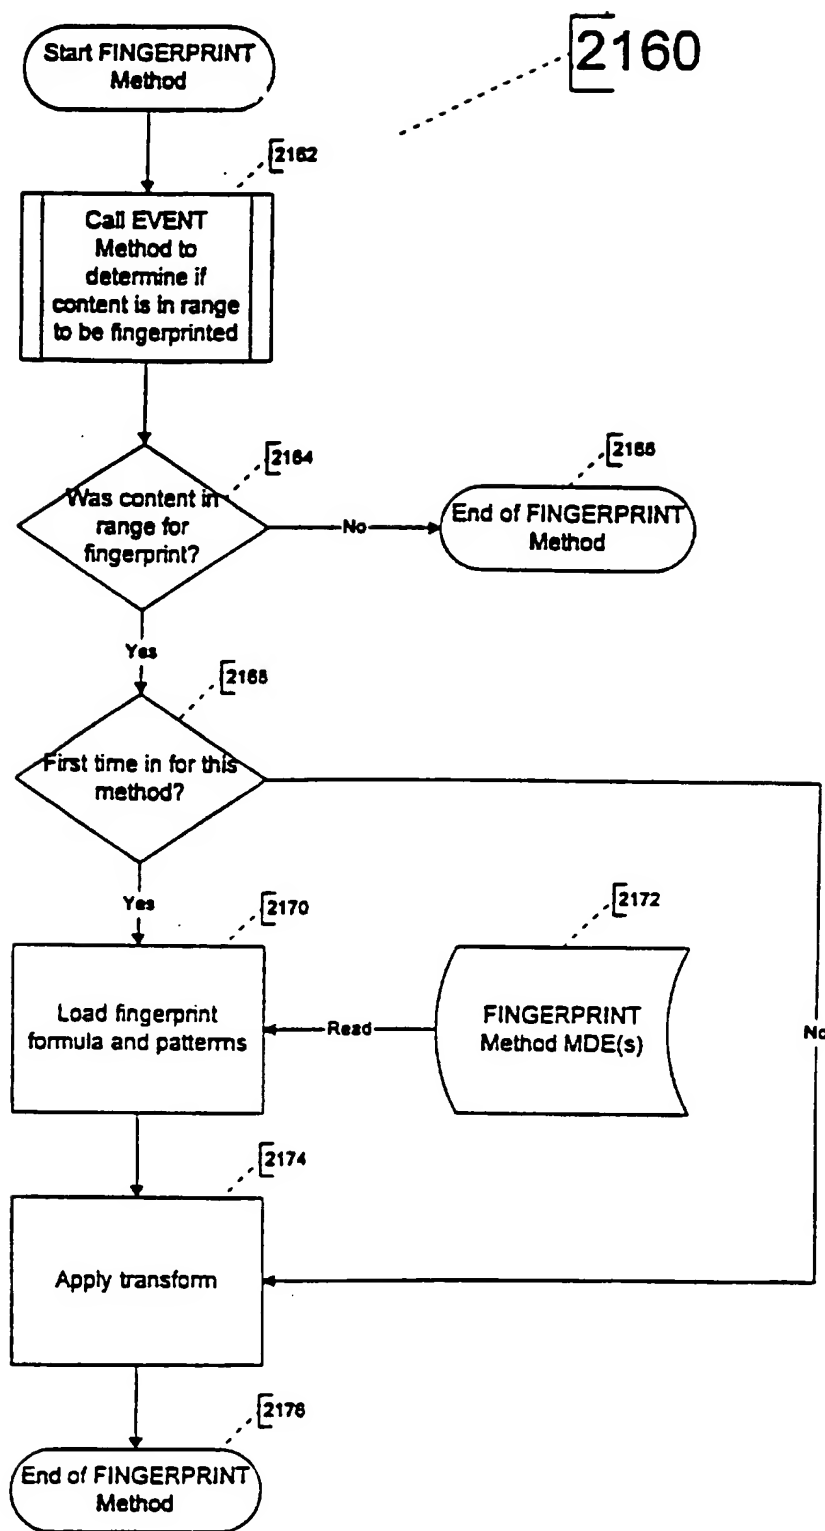 2160
Start FINGERPRINT
Method
2162
Call EVENT
Method to
determine if
content is in range
to be fingerprinted
2164
Was content in
range for
fingerprint?
No
2166
End of FINGERPRINT
Method
Yes
2168
First time in for this
method?
Yes
No
2170
Load fingerprint
formula and patterms
Read
2172
FINGERPRINT
Method MDE(s)
2174
Apply transform
2176
End of FINGERPRINT
Method